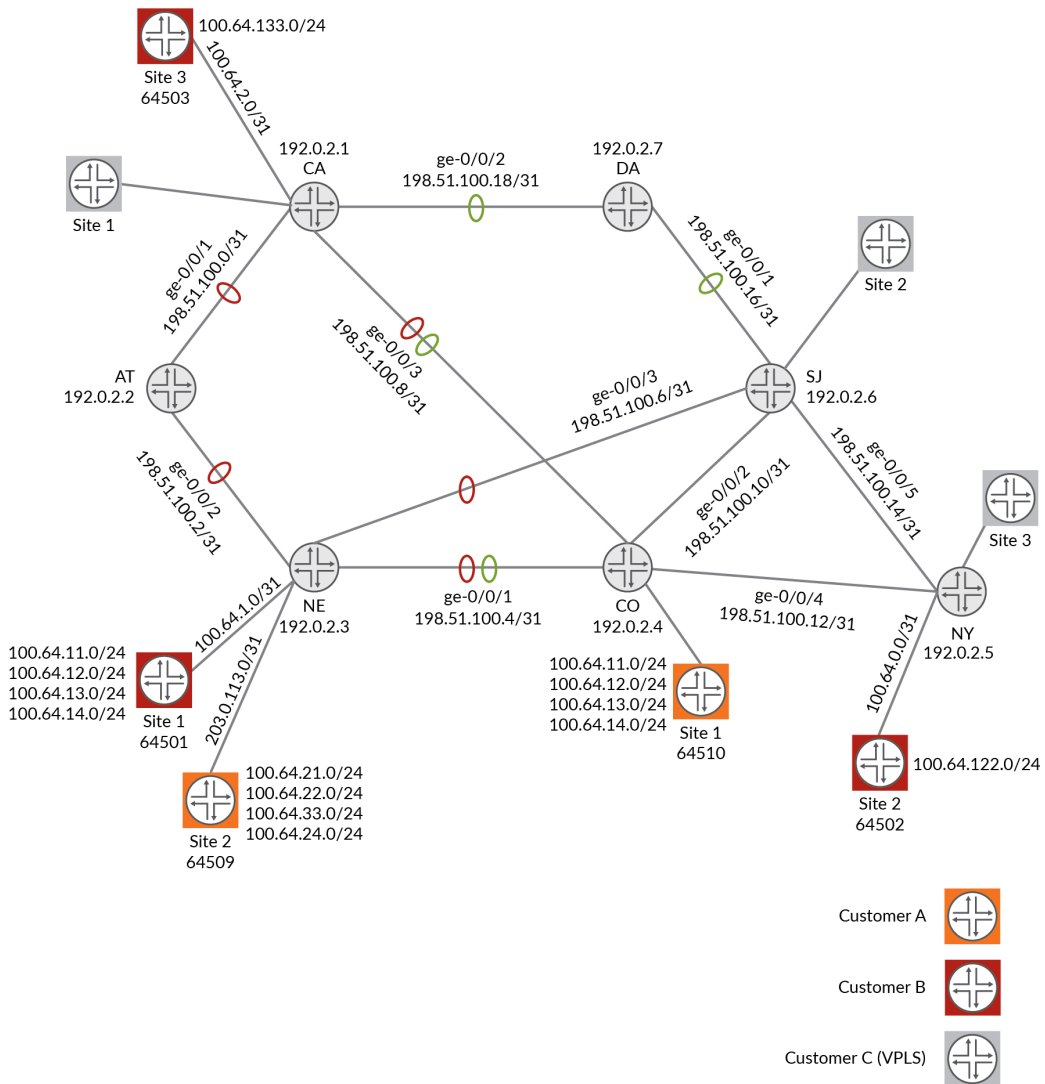 100.64.133.0/24
Site 3
64503
100.64.2.0/31
192.0.2.1
CA
ge-0/0/2
198.51.100.18/31
192.0.2.7
DA
Site 1
ge-0/0/1
198.51.100.0/31
ge-0/0/1
198.51.100.16/31
Site 2
ge-0/0/3
198.51.100.8/31
AT
192.0.2.2
ge-0/0/3
198.51.100.6/31
SJ
192.0.2.6
ge-0/0/2
198.51.100.2/31
ge-0/0/2
198.51.100.10/31
ge-0/0/5
198.51.100.14/31
Site 3
NE
192.0.2.3
ge-0/0/1
198.51.100.4/31
CO
192.0.2.4
ge-0/0/4
198.51.100.12/31
NY
192.0.2.5
100.64.1.0/31
203.0.113.0/31
100.64.0.0/31
100.64.11.0/24
100.64.12.0/24
100.64.13.0/24
100.64.14.0/24
Site 1
64501
100.64.11.0/24
100.64.12.0/24
100.64.13.0/24
100.64.14.0/24
Site 1
64510
100.64.21.0/24
100.64.22.0/24
100.64.33.0/24
100.64.24.0/24
Site 2
64509
100.64.122.0/24
Site 2
64502
Customer A
Customer B
Customer C (VPLS)